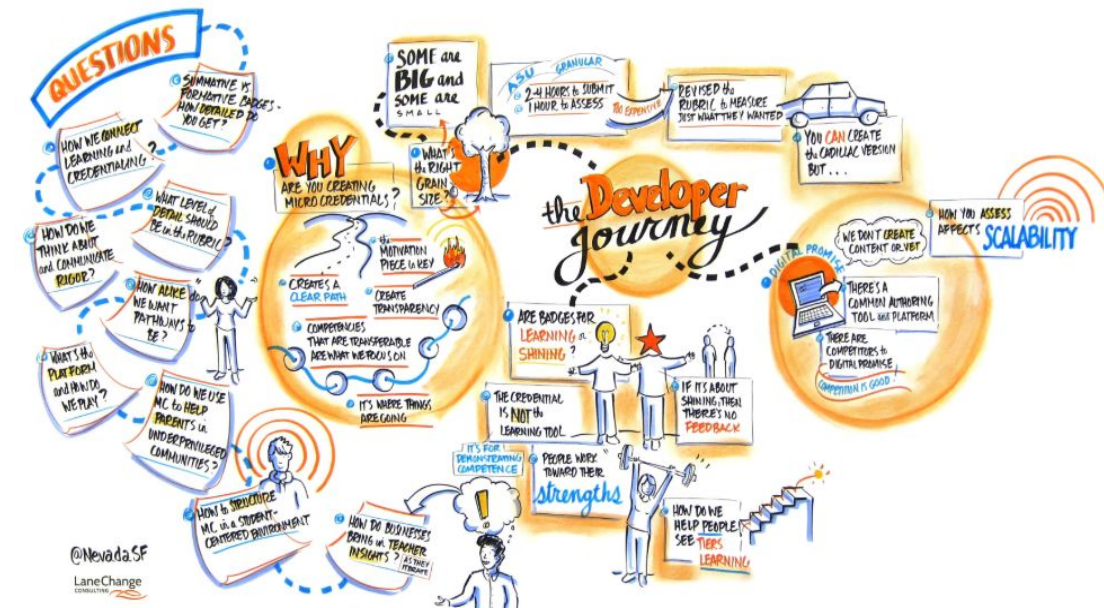 QUESTIONS
SUMMATIVE vs
FORMATIVE BADGES -
HOW DETAILED DO
YOU GET?
HOW WE CONNECT
LEARNING and
CREDENTIALING?
WHAT LEVEL of
DETAIL SHOULD
BE in the RUBRIC?
HOW DO WE
THINK ABOUT
and COMMUNICATE
RIGOR?
HOW ALIKE do
WE WANT
PATHWAYS to
BE?
WHAT'S the
PLATFORM
and HOW DO
WE PLAY?
HOW DO WE USE
MC to HELP
PARENTS in
UNDERPRIVILEGED
COMMUNITIES?
HOW to STRUCTURE
MC in a STUDENT-
CENTERED ENVIRONMENT
HOW DO BUSINESSES
BRING in TEACHER
INSIGHTS?
AS THEY
ITERATE
@NevadaSF
LaneChange
CONSULTING
WHY
ARE YOU CREATING
MICRO CREDENTIALS?
the
MOTIVATION
PIECE is KEY
CREATES A
CLEAR PATH
CREATE
TRANSPARENCY
COMPETENCIES
THAT ARE TRANSFERABLE
ARE WHAT WE FOCUS ON
IT'S WHERE THINGS
ARE GOING
SOME are
BIG and
SOME are
SMALL
WHAT'S
the RIGHT
GRAIN
SIZE?
ASU
GRANULAR
2-4 HOURS to SUBMIT
1 HOUR to ASSESS
TOO EXPENSIVE
REVISED the
RUBRIC to MEASURE
JUST WHAT THEY WANTED
YOU CAN CREATE
the CADILLAC VERSION
BUT...
the Developer
Journey
ARE BADGES FOR
LEARNING or
SHINING?
THE CREDENTIAL
IS NOT the
LEARNING TOOL
IT'S FOR
DEMONSTRATING
COMPETENCE
IF IT'S ABOUT
SHINING, THEN
THERE'S NO
FEEDBACK
PEOPLE WORK
TOWARD THEIR
strengths
HOW DO WE
HELP PEOPLE
SEE TIERS
LEARNING
DIGITAL PROMISE
WE DON'T CREATE
CONTENT OR VET
THERE'S A
COMMON AUTHORING
TOOL and PLATFORM
THERE ARE
COMPETITORS to
DIGITAL PROMISE
COMPETITION IS GOOD!
HOW YOU ASSESS
AFFECTS SCALABILITY